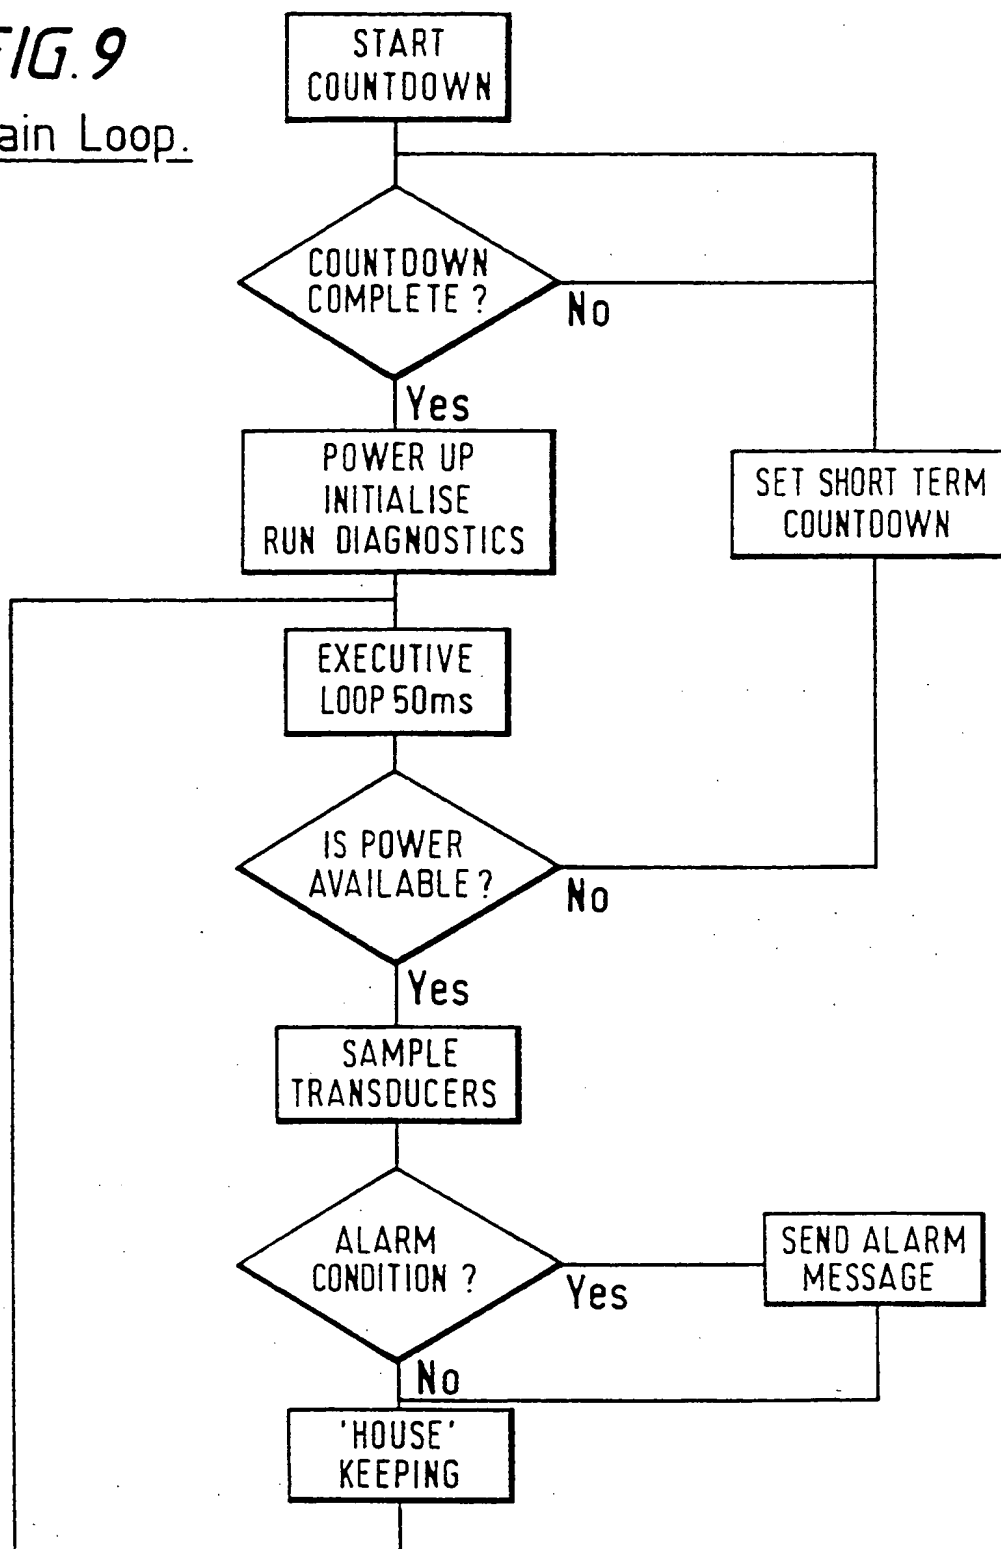 FIG. 9
ain Loop.
START
COUNTDOWN
COUNTDOWN
COMPLETE ?
No
Yes
POWER UP
INITIALISE
RUN DIAGNOSTICS
SET SHORT TERM
COUNTDOWN
EXECUTIVE
LOOP 50ms
IS POWER
AVAILABLE ?
No
Yes
SAMPLE
TRANSDUCERS
ALARM
CONDITION ?
Yes
SEND ALARM
MESSAGE
No
'HOUSE'
KEEPING